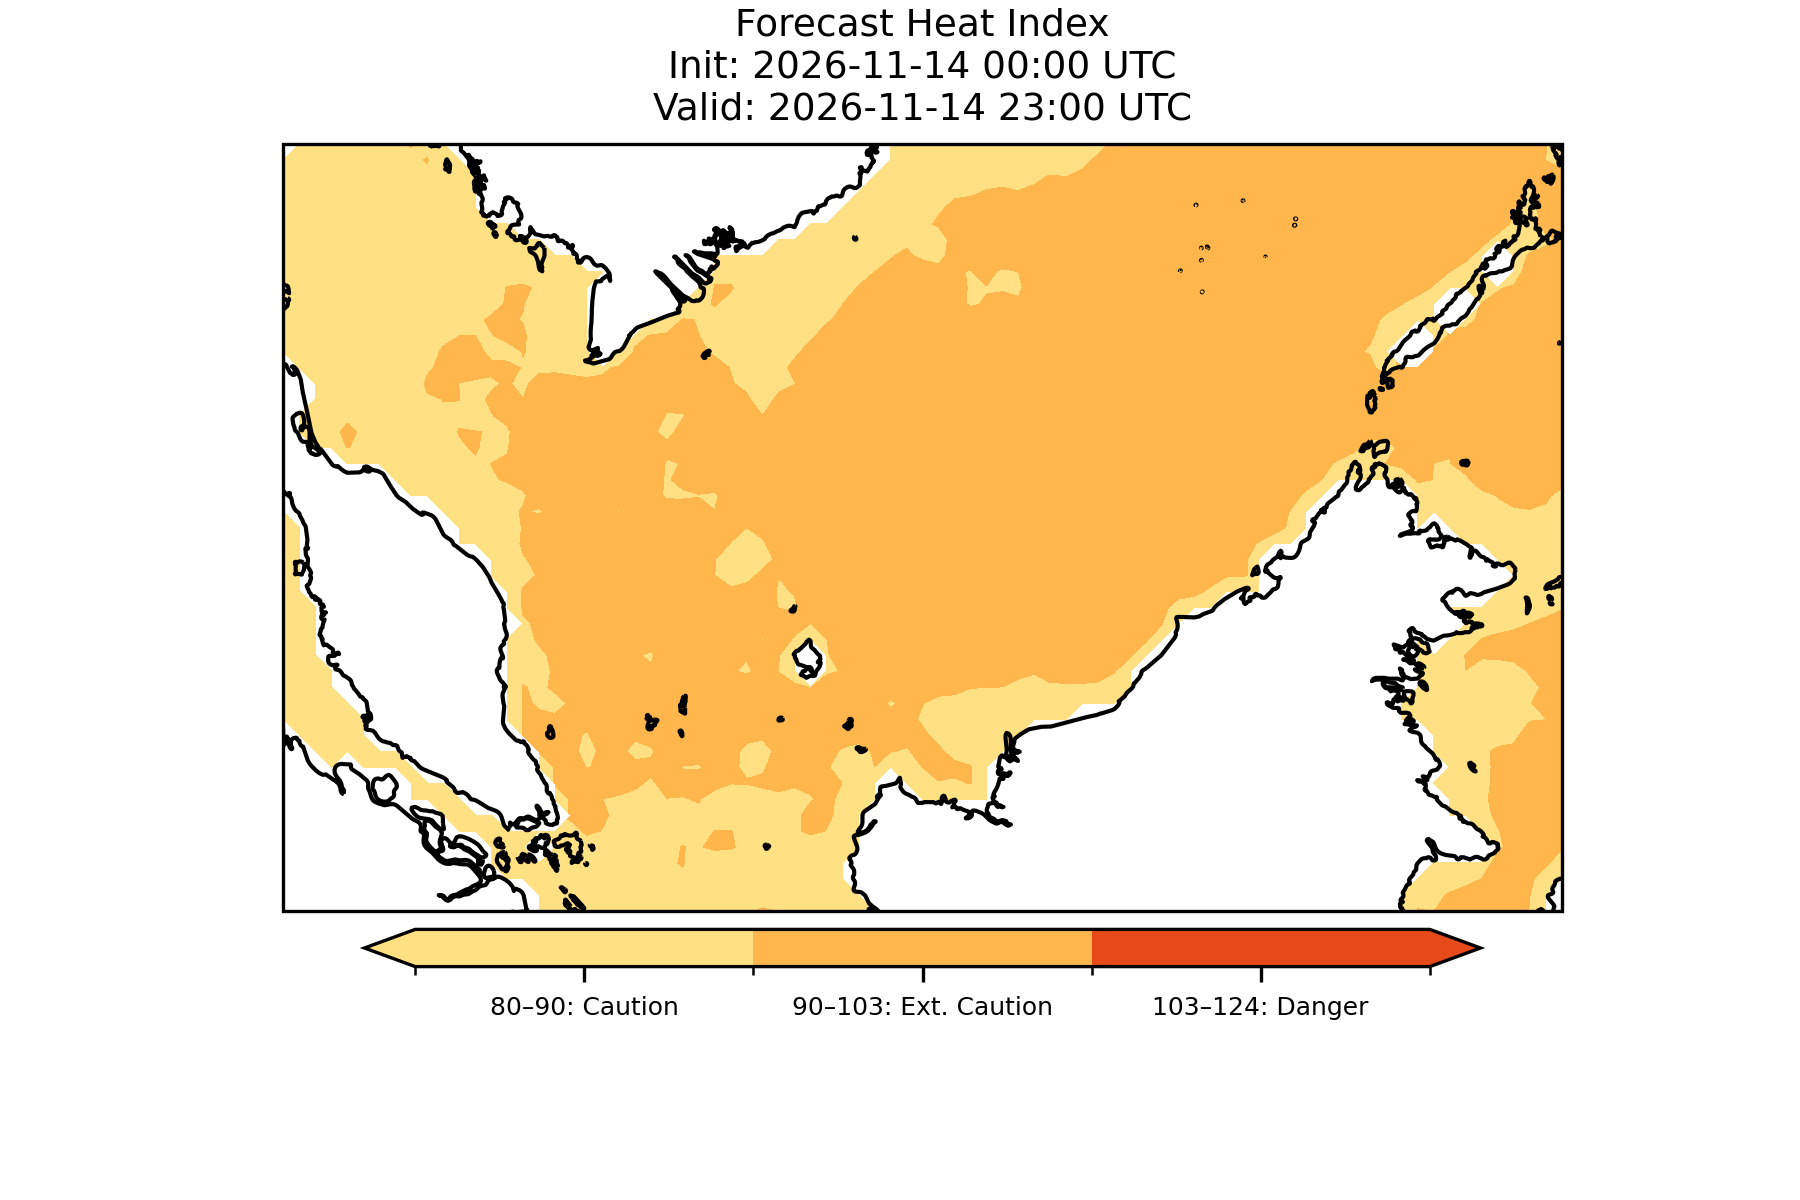 Forecast Heat Index
Init: 2026-11-14 00:00 UTC
Valid: 2026-11-14 23:00 UTC
80–90: Caution
90–103: Ext. Caution
103–124: Danger